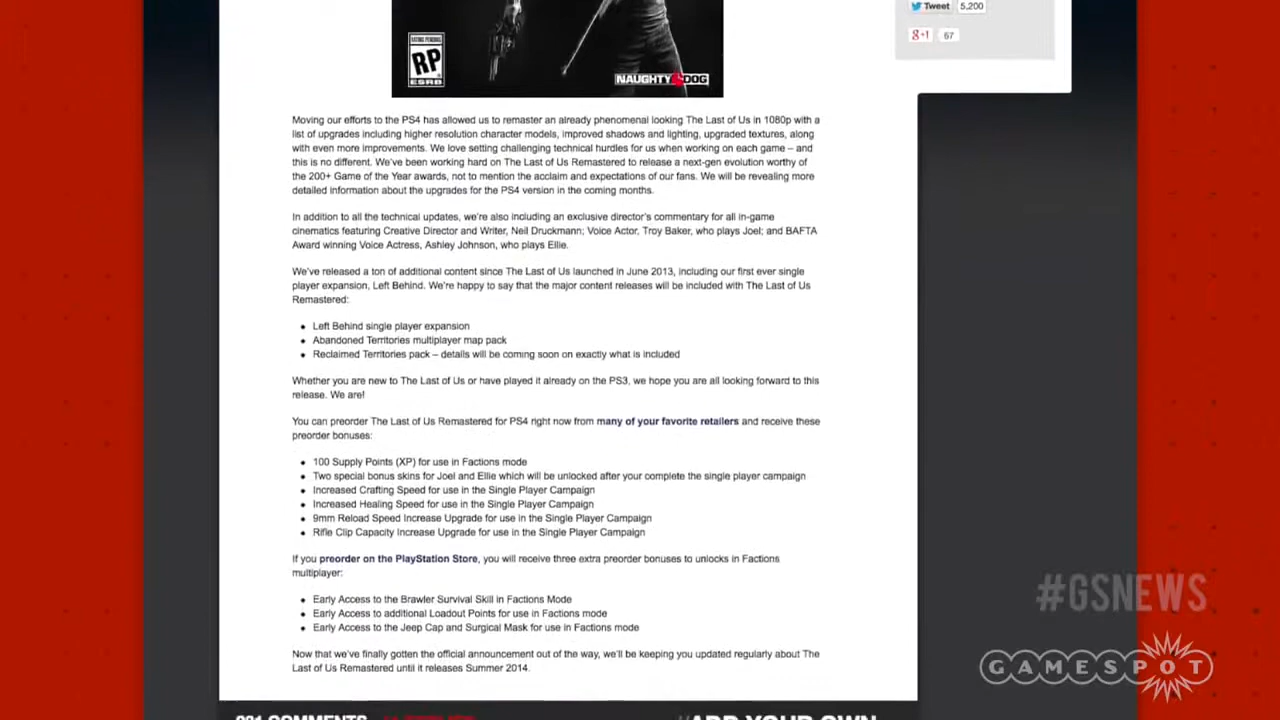 Tweet 5,200
8+1 67
RATING PENDING
RP
ESRB
NAUGHTY DOG
Moving our efforts to the PS4 has allowed us to remaster an already phenomenal looking The Last of Us in 1080p with a
list of upgrades including higher resolution character models, improved shadows and lighting, upgraded textures, along
with even more improvements. We love setting challenging technical hurdles for us when working on each game – and
this is no different. We've been working hard on The Last of Us Remastered to release a next-gen evolution worthy of
the 200+ Game of the Year awards, not to mention the acclaim and expectations of our fans. We will be revealing more
detailed information about the upgrades for the PS4 version in the coming months.
In addition to all the technical updates, we're also including an exclusive director's commentary for all in-game
cinematics featuring Creative Director and Writer, Neil Druckmann; Voice Actor, Troy Baker, who plays Joel; and BAFTA
Award winning Voice Actress, Ashley Johnson, who plays Ellie.
We've released a ton of additional content since The Last of Us launched in June 2013, including our first ever single
player expansion, Left Behind. We're happy to say that the major content releases will be included with The Last of Us
Remastered:
• Left Behind single player expansion
• Abandoned Territories multiplayer map pack
• Reclaimed Territories pack – details will be coming soon on exactly what is included
Whether you are new to The Last of Us or have played it already on the PS3, we hope you are all looking forward to this
release. We are!
You can preorder The Last of Us Remastered for PS4 right now from many of your favorite retailers and receive these
preorder bonuses:
• 100 Supply Points (XP) for use in Factions mode
• Two special bonus skins for Joel and Ellie which will be unlocked after your complete the single player campaign
• Increased Crafting Speed for use in the Single Player Campaign
• Increased Healing Speed for use in the Single Player Campaign
• 9mm Reload Speed Increase Upgrade for use in the Single Player Campaign
• Rifle Clip Capacity Increase Upgrade for use in the Single Player Campaign
If you preorder on the PlayStation Store, you will receive three extra preorder bonuses to unlocks in Factions
multiplayer:
• Early Access to the Brawler Survival Skill in Factions Mode
• Early Access to additional Loadout Points for use in Factions mode
• Early Access to the Jeep Cap and Surgical Mask for use in Factions mode
Now that we've finally gotten the official announcement out of the way, we'll be keeping you updated regularly about The
Last of Us Remastered until it releases Summer 2014.
#GSNEWS
GAMESPOT
COMMENTS
ADD YOUR OWN